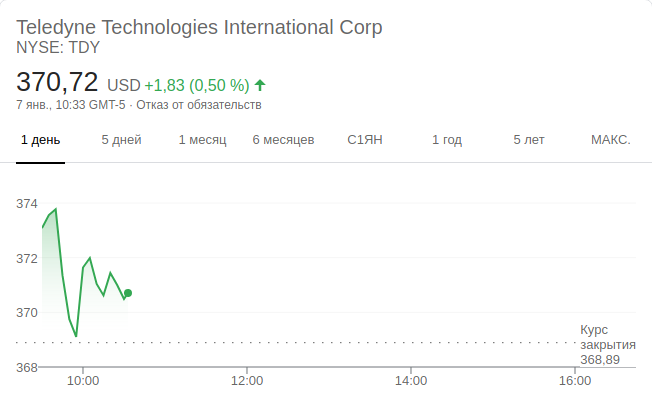 Teledyne Technologies International Corp
NYSE: TDY
370,72 USD +1,83 (0,50 %)
7 янв., 10:33 GMT-5 · Отказ от обязательств
1 день 5 дней 1 месяц 6 месяцев С1ЯН 1 год 5 лет МАКС.
374
372
370
Курс
закрытия
368,89
368
10:00 12:00 14:00 16:00